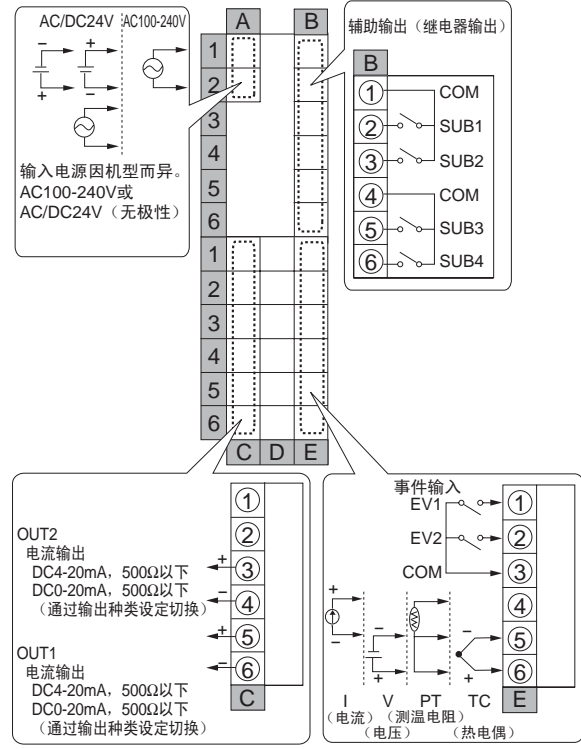 AC/DC24V
AC100-240V
− +
+ −
输入电源因机型而异。
AC100-240V或
AC/DC24V（无极性）
A
B
1
2
3
4
5
6
1
2
3
4
5
6
C
D
E
辅助输出（继电器输出）
B
① COM
② SUB1
③ SUB2
④ COM
⑤ SUB3
⑥ SUB4
①
②
OUT2
电流输出
DC4-20mA，500Ω以下
DC0-20mA，500Ω以下
（通过输出种类设定切换）
+ ③
− ④
OUT1
电流输出
DC4-20mA，500Ω以下
DC0-20mA，500Ω以下
（通过输出种类设定切换）
+ ⑤
− ⑥
C
事件输入
EV1 ①
EV2 ②
COM ③
④
+ − − ⑤
− + + ⑥
I V PT TC E
（电流）（测温电阻）
（电压） （热电偶）